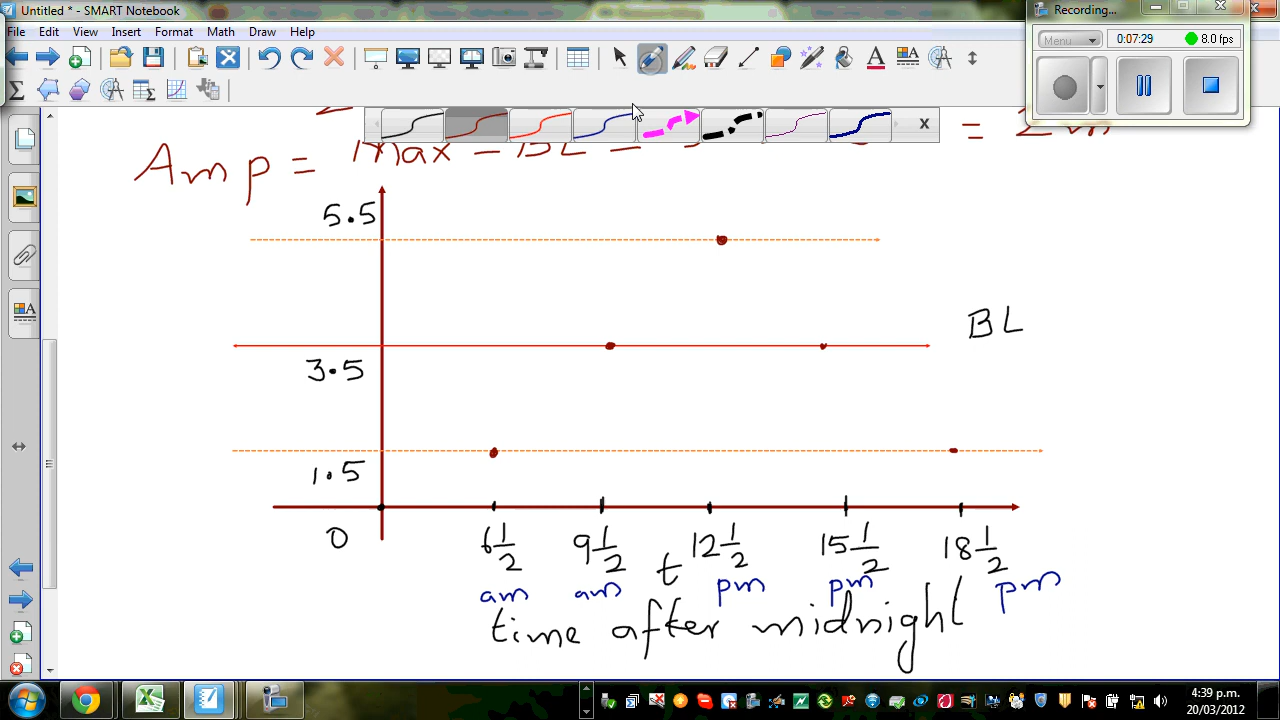 Untitled * - SMART Notebook
Recording...
File Edit View Insert Format Math Draw Help
Menu
0:07:29
8.0 fps
= 2 m
Amp = Max - BL =
5.5
BL
3.5
1.5
0
6 1/2 9 1/2 12 1/2 15 1/2 18 1/2
t
am am pm pm pm
time after midnight
4:39 p.m.
20/03/2012